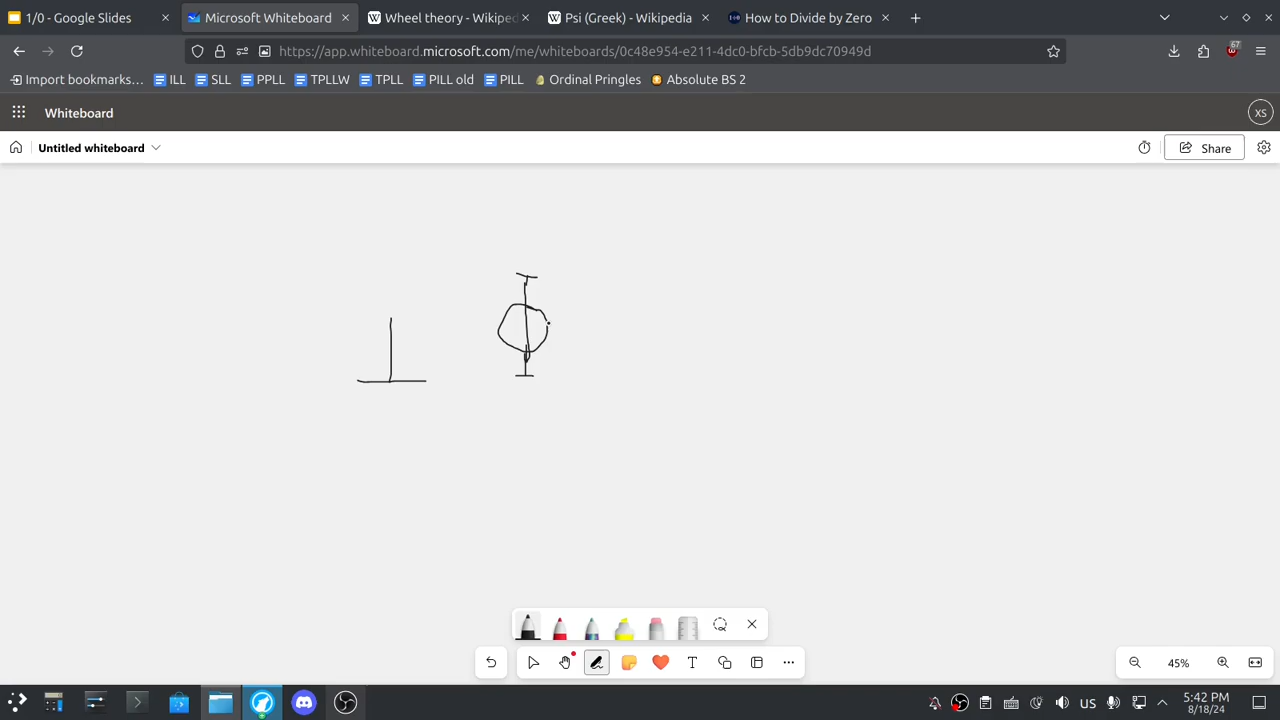 1/0 - Google Slides
Microsoft Whiteboard
Wheel theory - Wikiped
Psi (Greek) - Wikipedia
How to Divide by Zero
https://app.whiteboard.microsoft.com/me/whiteboards/0c48e954-e211-4dc0-bfcb-5db9dc70949d
67
Import bookmarks... ILL SLL PPLL TPLLW TPLL PILL old PILL Ordinal Pringles Absolute BS 2
Whiteboard
XS
Untitled whiteboard
Share
⊥ Φ
45%
US
5:42 PM
8/18/24